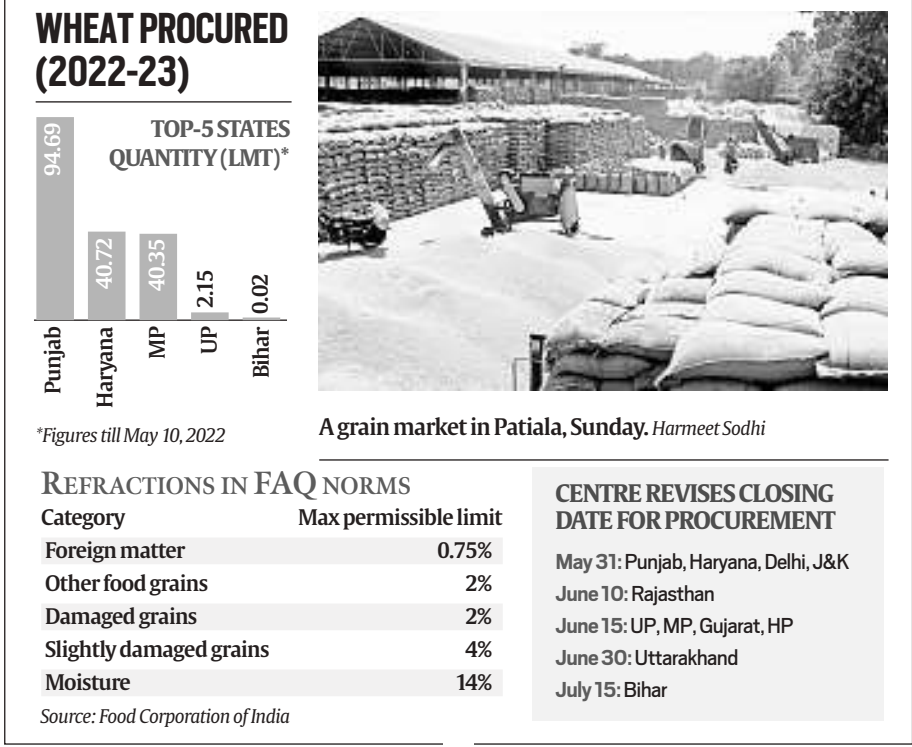 WHEAT PROCURED
(2022-23)
TOP-5 STATES
QUANTITY (LMT)*
94.69
40.72
40.35
2.15
0.02
Punjab
Haryana
MP
UP
Bihar
*Figures till May 10, 2022
A grain market in Patiala, Sunday. Harmeet Sodhi
REFRACTIONS IN FAQ NORMS
Category Max permissible limit
Foreign matter 0.75%
Other food grains 2%
Damaged grains 2%
Slightly damaged grains 4%
Moisture 14%
Source: Food Corporation of India
CENTRE REVISES CLOSING
DATE FOR PROCUREMENT
May 31: Punjab, Haryana, Delhi, J&K
June 10: Rajasthan
June 15: UP, MP, Gujarat, HP
June 30: Uttarakhand
July 15: Bihar